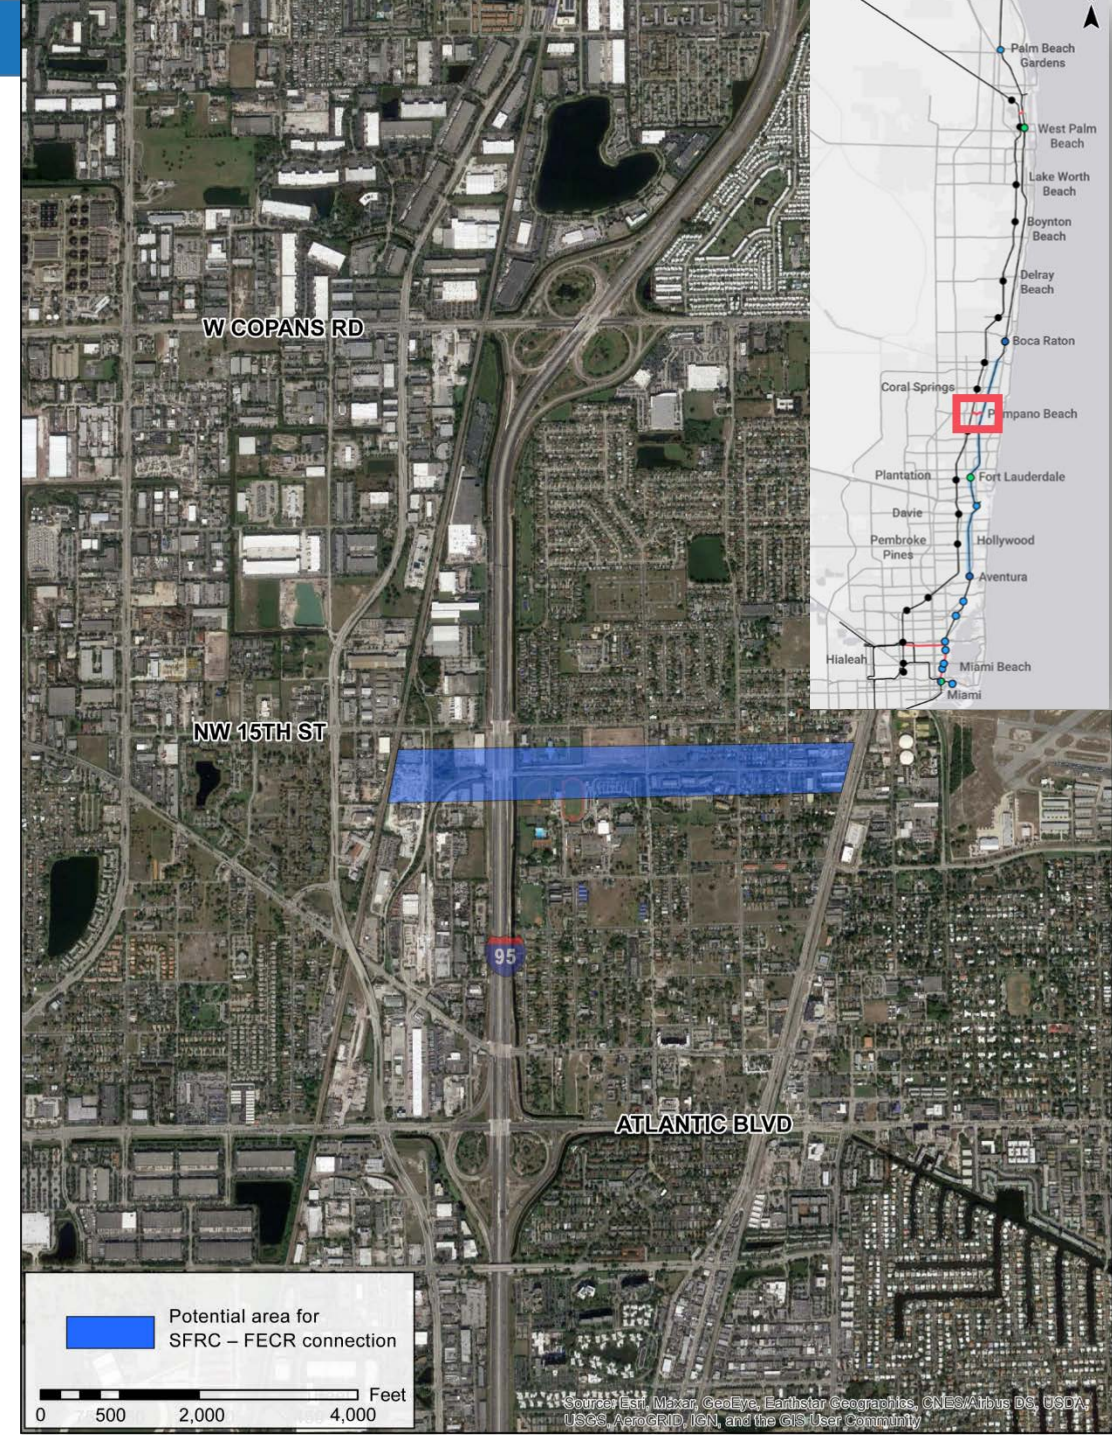 Palm Beach
Gardens
West Palm
Beach
Lake Worth
Beach
Boynton
Beach
Delray
Beach
Boca Raton
Coral Springs
Pompano Beach
Plantation
Fort Lauderdale
Davie
Pembroke
Pines
Hollywood
Aventura
Hialeah
Miami Beach
Miami
W COPANS RD
NW 15TH ST
95
ATLANTIC BLVD
Potential area for
SFRC – FECR connection
Feet
0 500 2,000 4,000
Source: Esri, Maxar, GeoEye, Earthstar Geographics, CNES/Airbus DS, USDA,
USGS, AeroGRID, IGN, and the GIS User Community